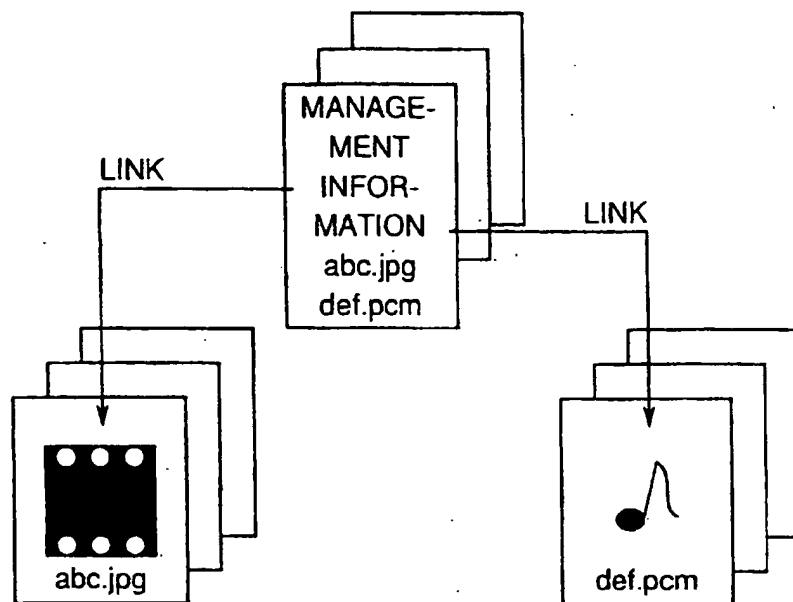 MANAGE-
MENT
INFOR-
MATION
abc.jpg
def.pcm
LINK
LINK
abc.jpg
def.pcm